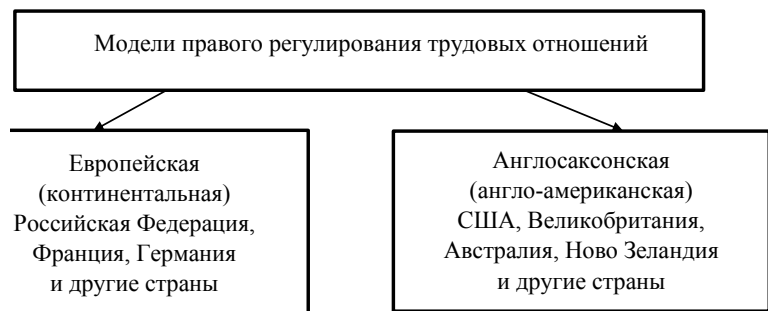 Модели правого регулирования трудовых отношений
Европейская
(континентальная)
Российская Федерация,
Франция, Германия
и другие страны
Англосаксонская
(англо-американская)
США, Великобритания,
Австралия, Ново Зеландия
и другие страны